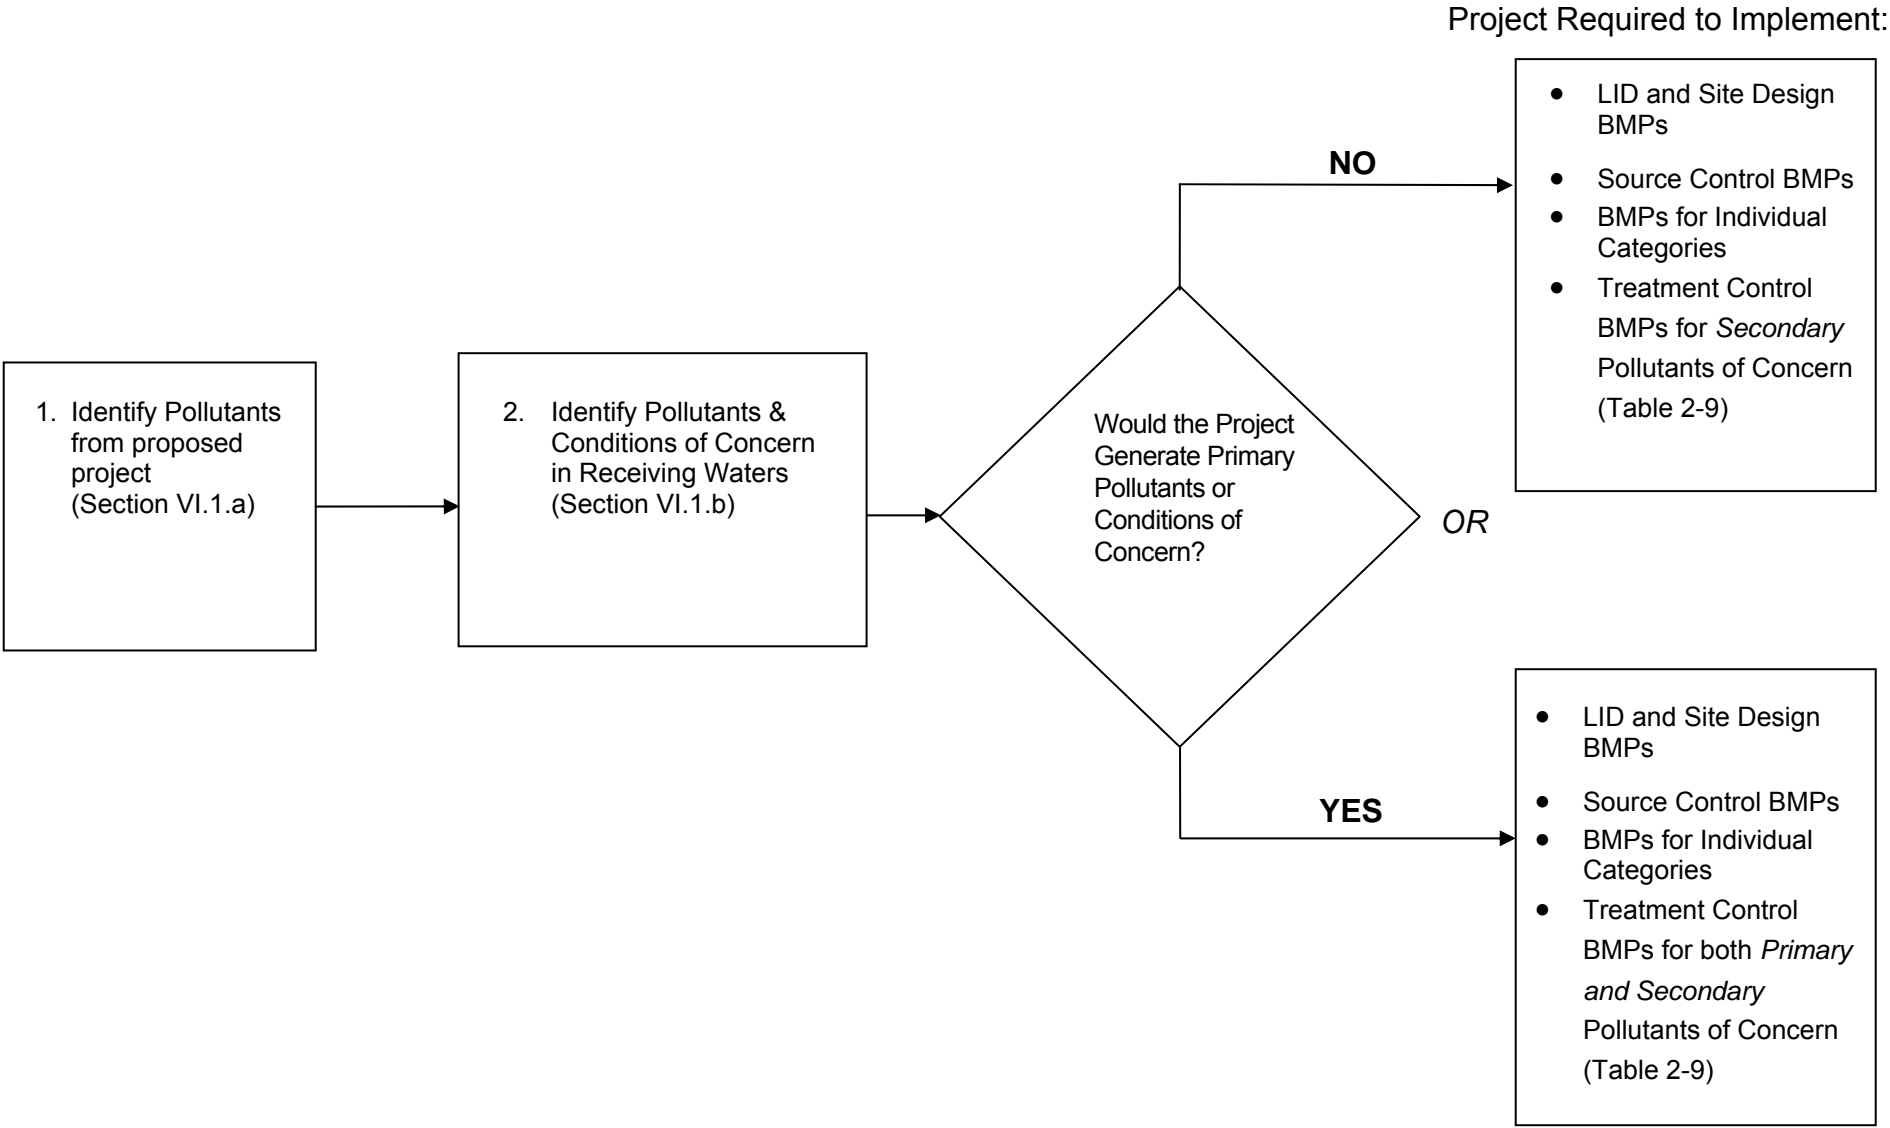 Project Required to Implement:
1. Identify Pollutants
from proposed
project
(Section VI.1.a)
2. Identify Pollutants &
Conditions of Concern
in Receiving Waters
(Section VI.1.b)
Would the Project
Generate Primary
Pollutants or
Conditions of
Concern?
NO
• LID and Site Design
BMPs
• Source Control BMPs
• BMPs for Individual
Categories
• Treatment Control
BMPs for Secondary
Pollutants of Concern
(Table 2-9)
OR
YES
• LID and Site Design
BMPs
• Source Control BMPs
• BMPs for Individual
Categories
• Treatment Control
BMPs for both Primary
and Secondary
Pollutants of Concern
(Table 2-9)